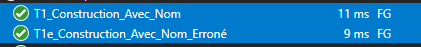 T1_Construction_Avec_Nom 11 ms FG
T1e_Construction_Avec_Nom_Erroné 9 ms FG